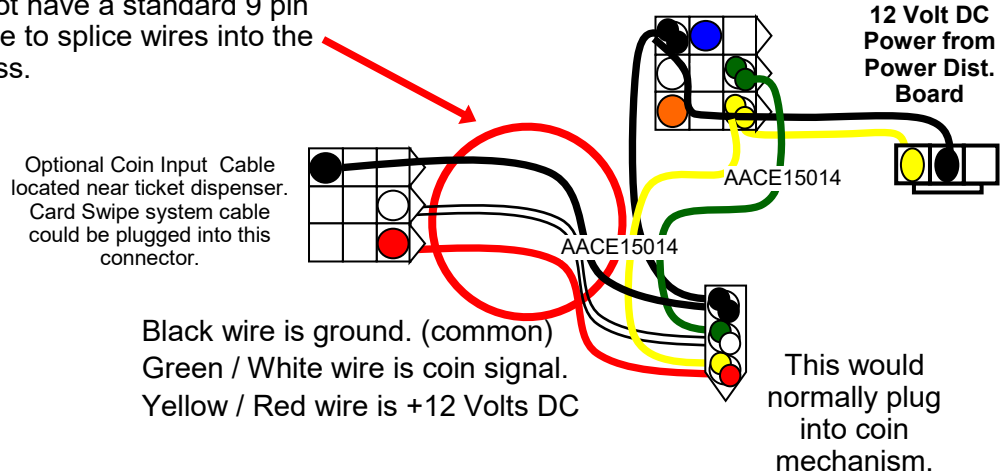 ot have a standard 9 pin
e to splice wires into the
ss.
12 Volt DC
Power from
Power Dist.
Board
Optional Coin Input Cable
located near ticket dispenser.
Card Swipe system cable
could be plugged into this
connector.
AACE15014
AACE15014
Black wire is ground. (common)
Green / White wire is coin signal.
Yellow / Red wire is +12 Volts DC
This would
normally plug
into coin
mechanism.